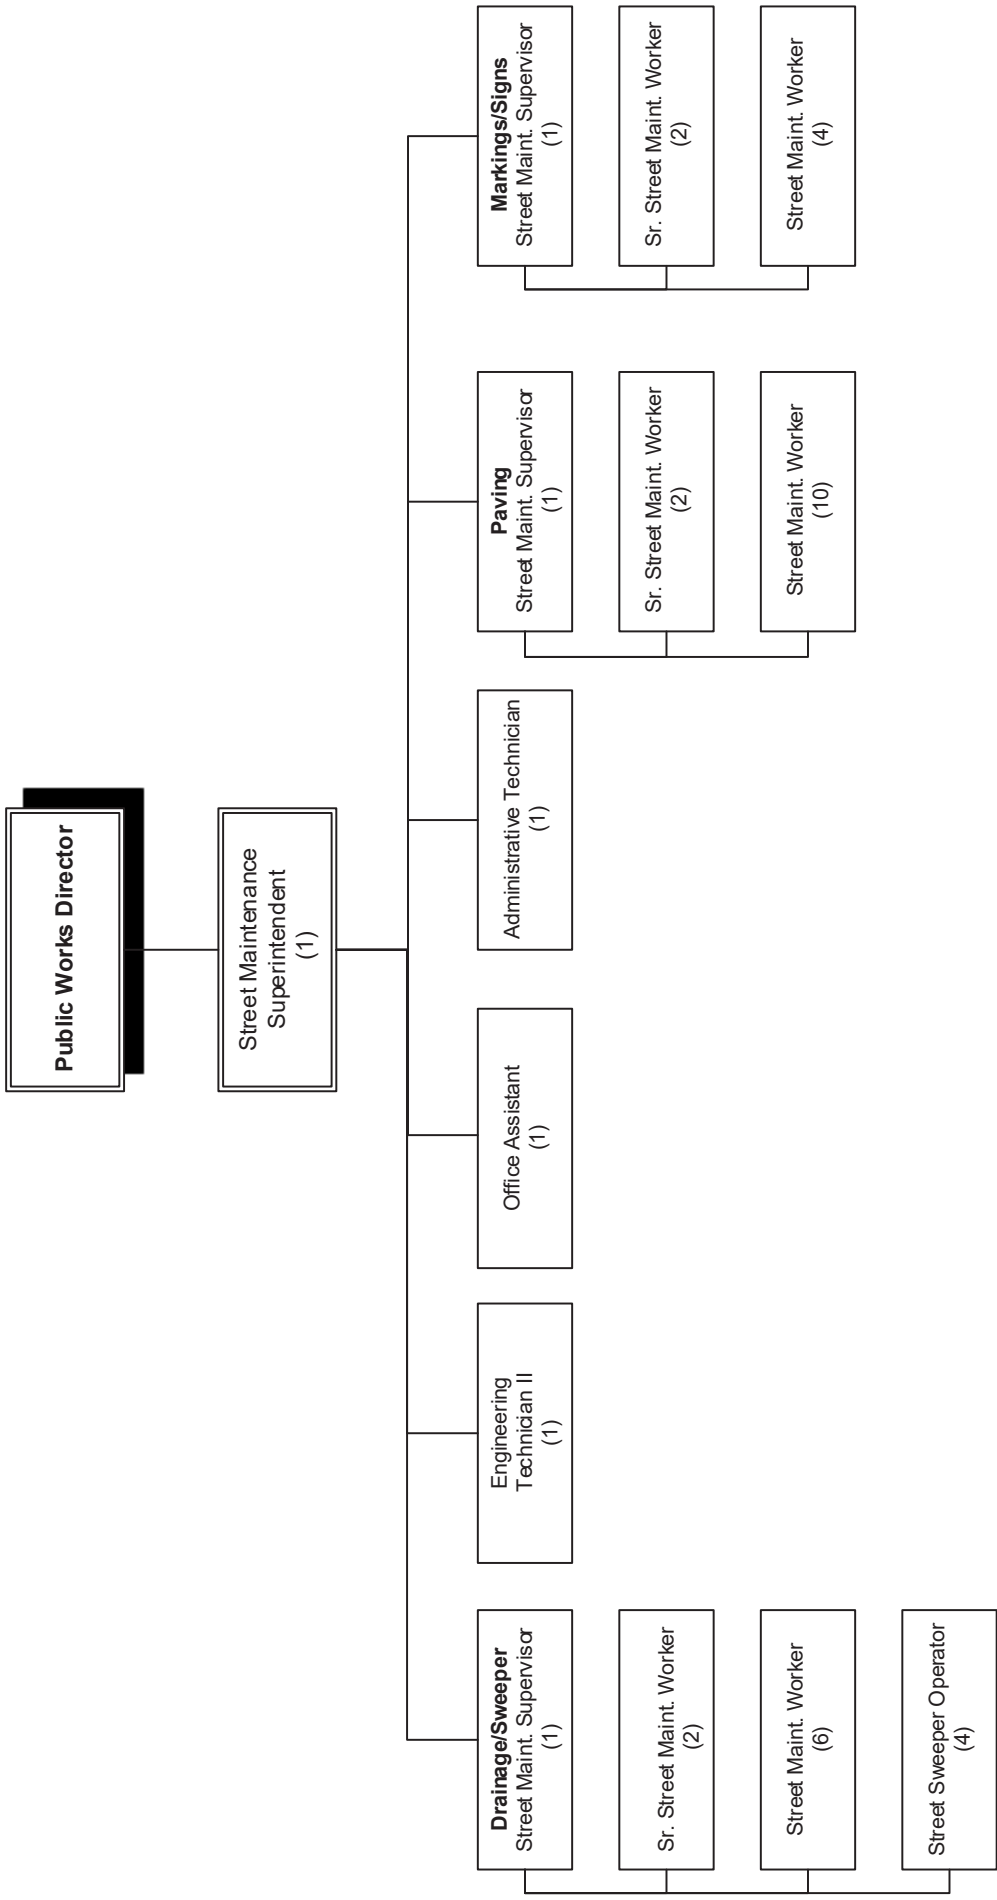 Public Works Director
Street Maintenance
Superintendent
(1)
Drainage/Sweeper
Street Maint. Supervisor
(1)
Sr. Street Maint. Worker
(2)
Street Maint. Worker
(6)
Street Sweeper Operator
(4)
Engineering
Technician II
(1)
Office Assistant
(1)
Administrative Technician
(1)
Paving
Street Maint. Supervisor
(1)
Sr. Street Maint. Worker
(2)
Street Maint. Worker
(10)
Markings/Signs
Street Maint. Supervisor
(1)
Sr. Street Maint. Worker
(2)
Street Maint. Worker
(4)